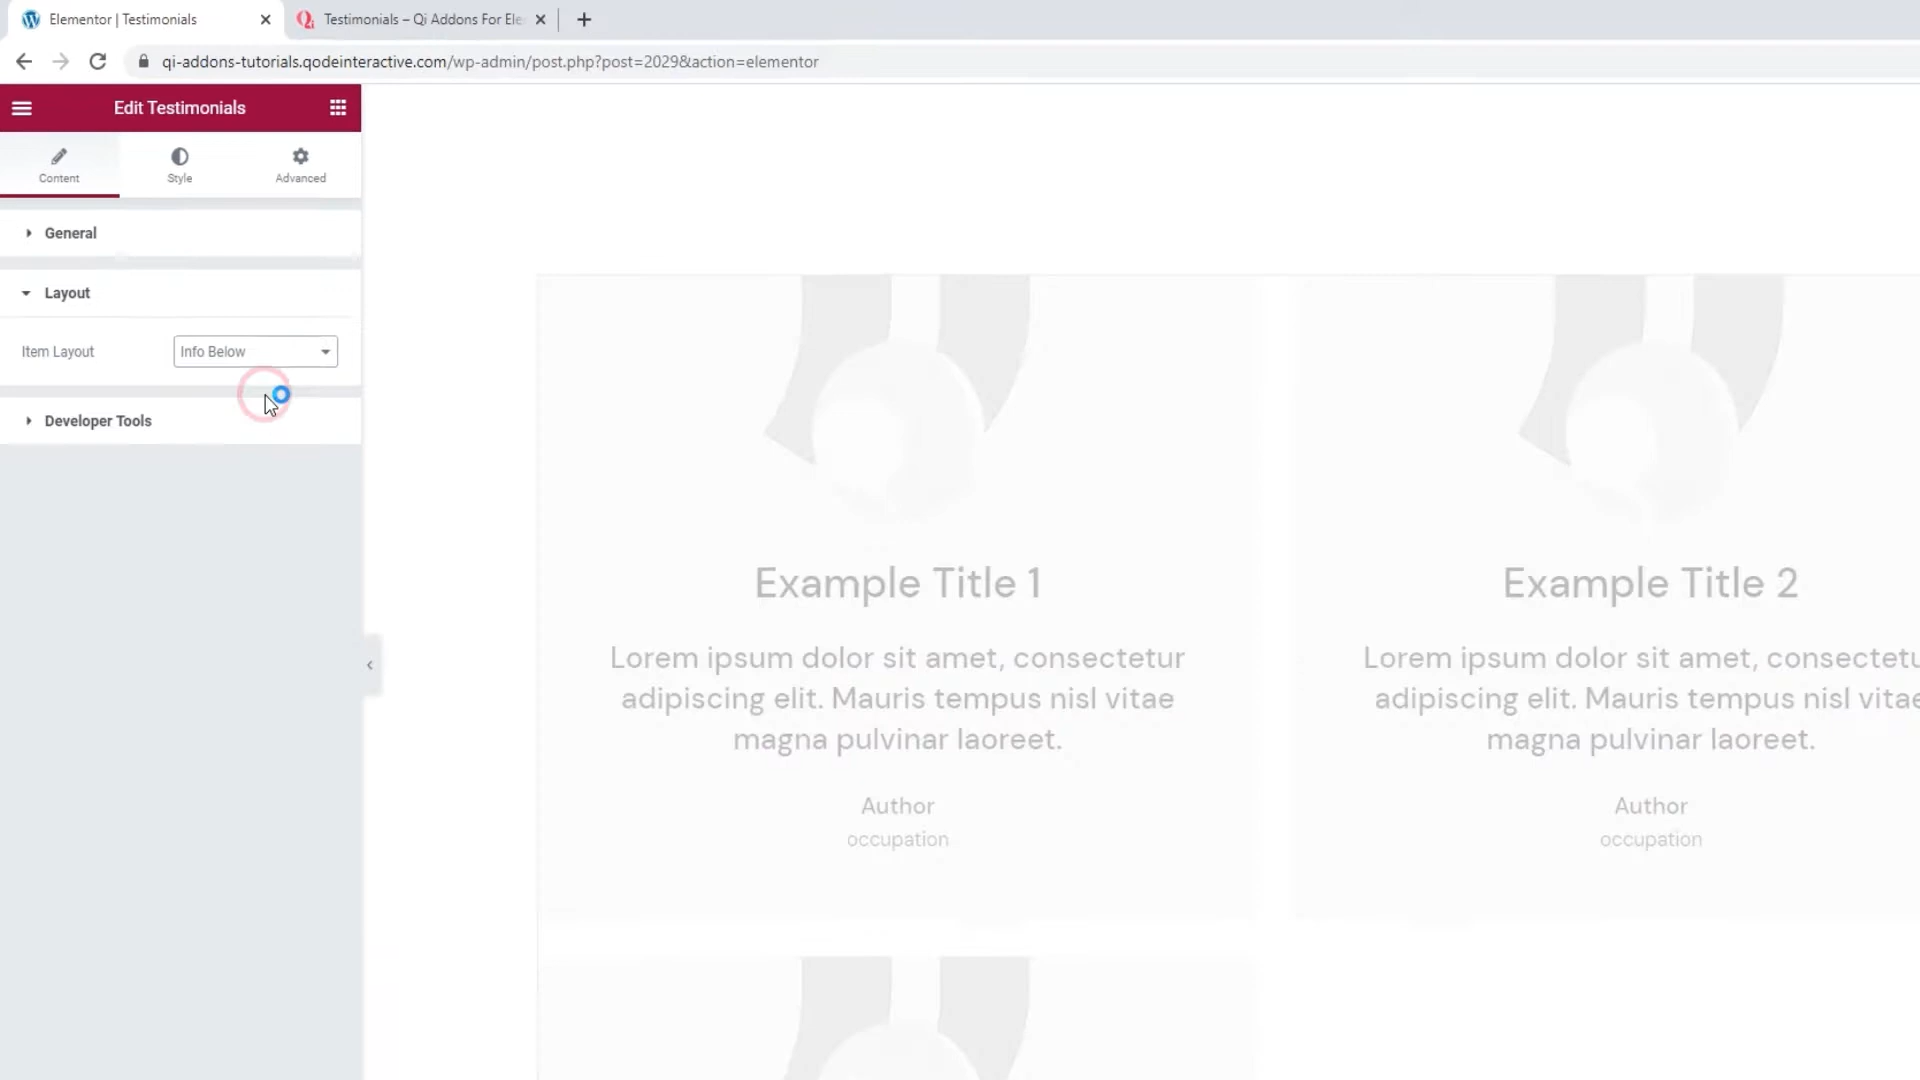 Elementor | Testimonials
Testimonials – Qi Addons For Ele
qi-addons-tutorials.qodeinteractive.com/wp-admin/post.php?post=2029&action=elementor
Edit Testimonials
Content
Style
Advanced
General
Layout
Item Layout
Info Below
Developer Tools
Example Title 1
Lorem ipsum dolor sit amet, consectetur
adipiscing elit. Mauris tempus nisl vitae
magna pulvinar laoreet.
Author
occupation
Example Title 2
Lorem ipsum dolor sit amet, consectetu
adipiscing elit. Mauris tempus nisl vitae
magna pulvinar laoreet.
Author
occupation